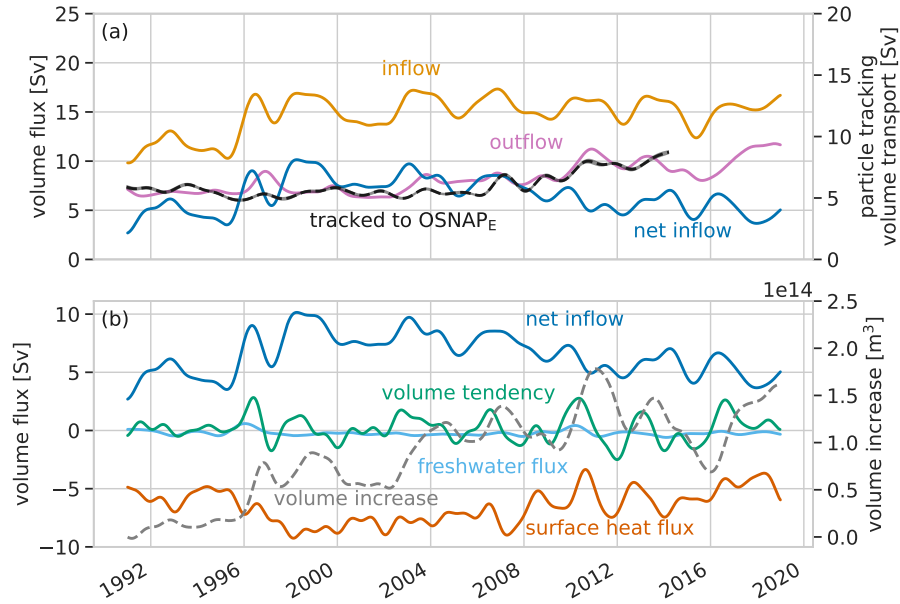 (a)
25
20
15
10
5
0
volume flux [Sv]
20
15
10
5
0
particle tracking
volume transport [Sv]
inflow
outflow
tracked to OSNAP_E
net inflow
(b)
1e14
10
5
0
−5
−10
volume flux [Sv]
2.5
2.0
1.5
1.0
0.5
0.0
volume increase [m³]
net inflow
volume tendency
freshwater flux
volume increase
surface heat flux
1992
1996
2000
2004
2008
2012
2016
2020